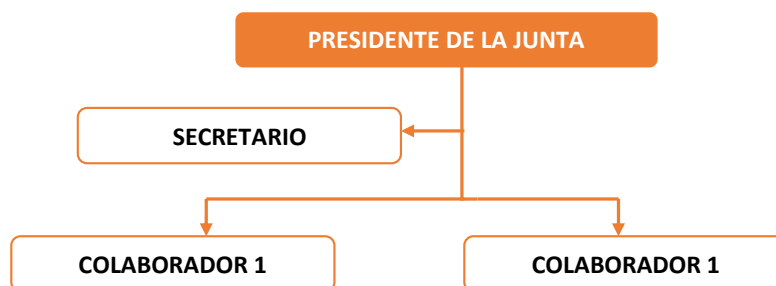 PRESIDENTE DE LA JUNTA
SECRETARIO
COLABORADOR 1
COLABORADOR 1